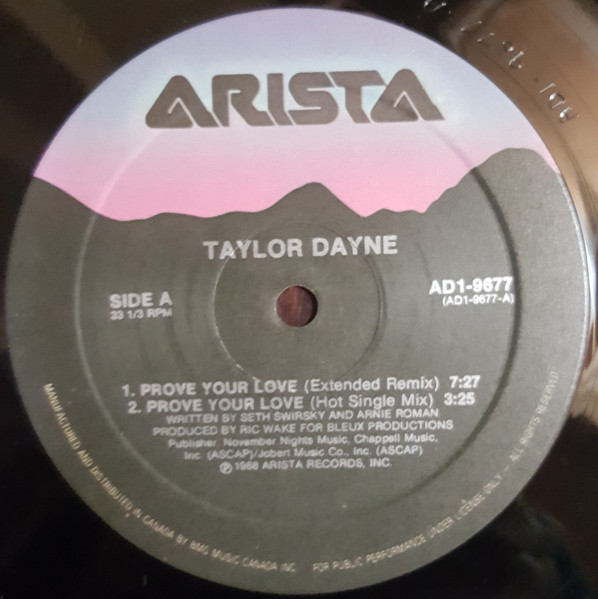 ARISTA
TAYLOR DAYNE
SIDE A
33 1/3 RPM
AD1-9677
(AD1-9677-A)
1. PROVE YOUR LOVE (Extended Remix) 7:27
2. PROVE YOUR LOVE (Hot Single Mix) 3:25
WRITTEN BY SETH SWIRSKY AND ARNIE ROMAN
PRODUCED BY RIC WAKE FOR BLEUX PRODUCTIONS
Publisher, November Nights Music, Chappell Music,
Inc. (ASCAP)/Jobert Music Co., Inc. (ASCAP)
℗ 1988 ARISTA RECORDS, INC.
MANUFACTURED AND DISTRIBUTED IN CANADA BY BMG MUSIC CANADA INC. FOR PUBLIC PERFORMANCE UNDER LICENSE ONLY - ALL RIGHTS RESERVED